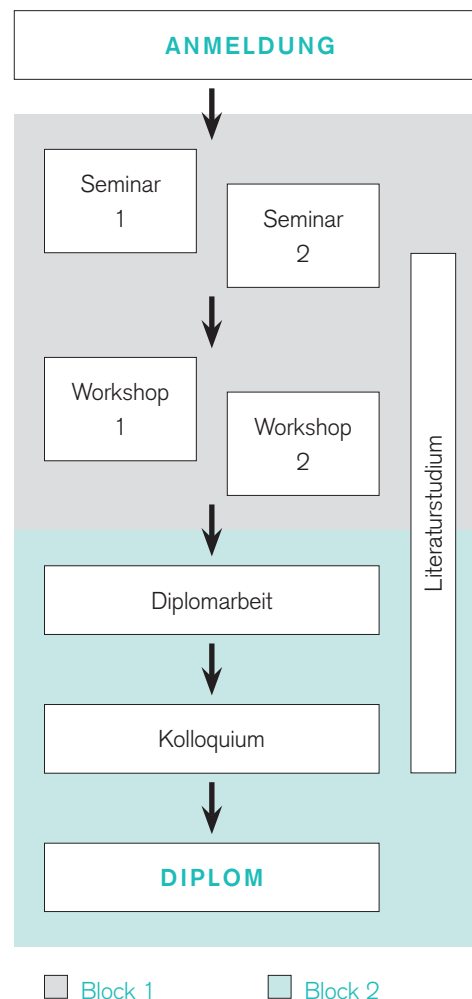 ANMELDUNG
Seminar
1
Seminar
2
Workshop
1
Workshop
2
Literaturstudium
Diplomarbeit
Kolloquium
DIPLOM
Block 1
Block 2